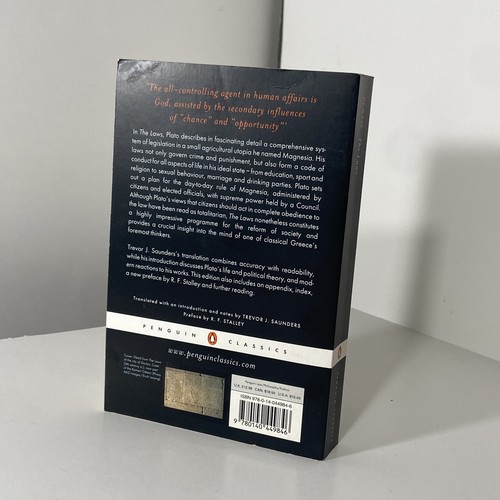 "The all-controlling agent in human affairs is
God, assisted by the secondary influences
of "chance" and "opportunity"'
In The Laws, Plato describes in fascinating detail a comprehensive sys-
tem of legislation in a small agricultural utopia he named Magnesia. His
laws not only govern crime and punishment, but also form a code of
conduct for all aspects of life in his ideal state – from education, sport and
religion to sexual behaviour, marriage and drinking parties. Plato sets
out a plan for the day-to-day rule of Magnesia, administered by
citizens and elected officials, with supreme power held by a Council.
Although Plato's views that citizens should act in complete obedience to
the law have been read as totalitarian, The Laws nonetheless constitutes
a highly impressive programme for the reform of society and
provides a crucial insight into the mind of one of classical Greece's
foremost thinkers.
Trevor J. Saunders's translation combines accuracy with readability,
while his introduction discusses Plato's life and political theory, and mod-
ern reactions to his works. This edition also includes an appendix, index,
a new preface by R. F. Stalley and further reading.
Translated with an introduction and notes by TREVOR J. SAUNDERS
Preface by R. F. STALLEY
PENGUIN CLASSICS
www.penguinclassics.com
ISBN 978-0-14-044984-6
9 780140 449846
The Laws